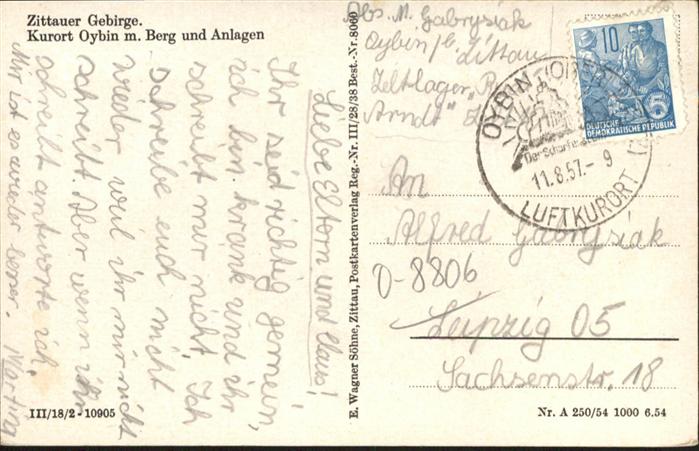 Zittauer Gebirge.
Kurort Oybin m. Berg und Anlagen
Liebe Eltern und Claus!
Ihr seid richtig gemein,
ich bin krank und ihr
schreibt mir nicht. Ich
schreibe euch nicht
wieder weil ihr mir nicht
schreibt. Aber wenn ihr
schreibt antworte ich.
Mir ist es wieder besser. Martina
III/18/2 - 10905
E. Wagner Söhne, Zittau, Postkartenverlag Reg.-Nr. III/28/38 Best.-Nr. 8060
Abs. M. Gabrysiak
Oybin b. Zittau
Zeltlager
Arndt"
10
5
DEUTSCHE
DEMOKRATISCHE REPUBLIK
OYBIN
11.8.57.- 9
LUFTKURORT
An
Alfred Gabrysiak
O-8806
Leipzig O5
Sachsenstr. 18
Nr. A 250/54 1000 6.54